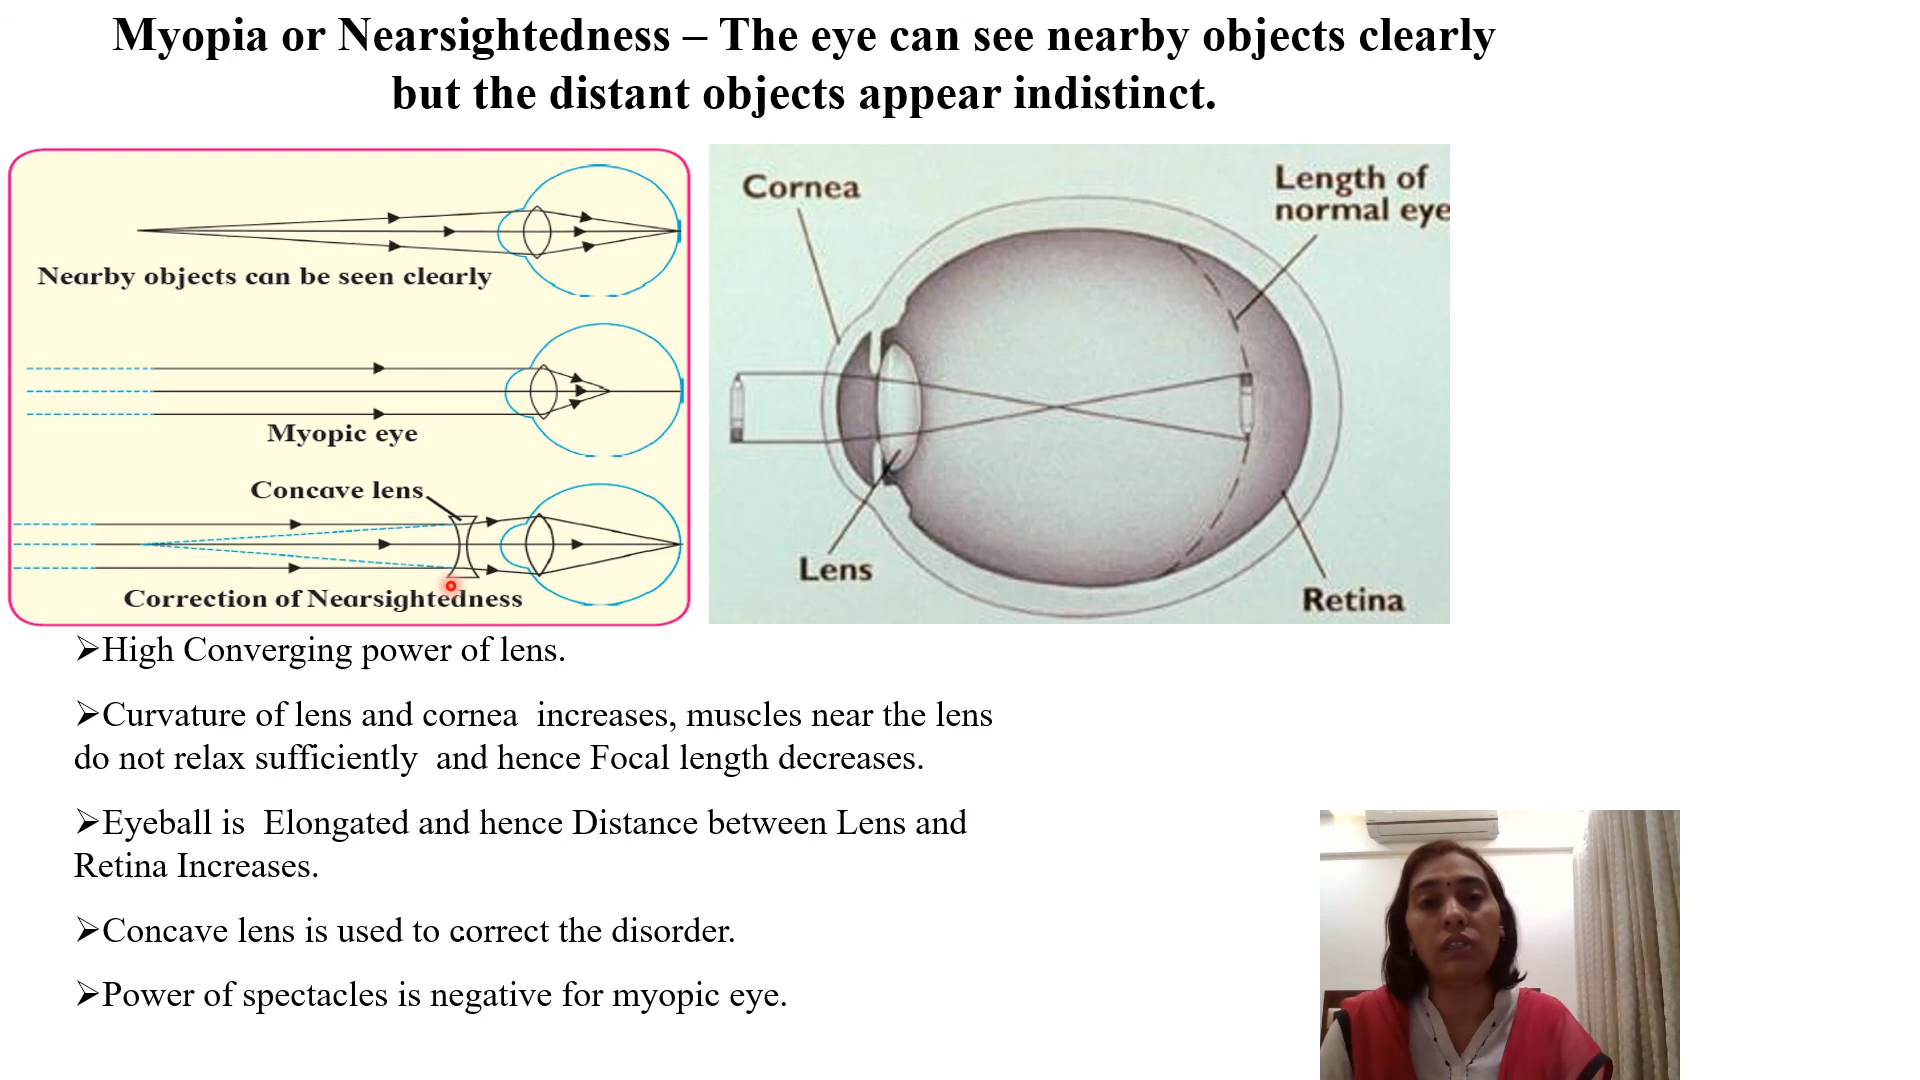 Myopia or Nearsightedness – The eye can see nearby objects clearly
but the distant objects appear indistinct.
Nearby objects can be seen clearly
Myopic eye
Concave lens
Correction of Nearsightedness
Cornea
Length of
normal eye
Lens
Retina
➢High Converging power of lens.
➢Curvature of lens and cornea increases, muscles near the lens
do not relax sufficiently and hence Focal length decreases.
➢Eyeball is Elongated and hence Distance between Lens and
Retina Increases.
➢Concave lens is used to correct the disorder.
➢Power of spectacles is negative for myopic eye.